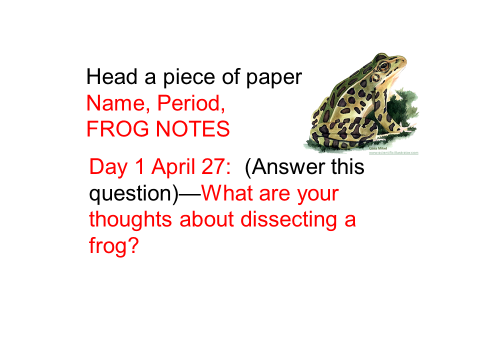 Head a piece of paper
Name, Period,
FROG NOTES
Day 1 April 27:  (Answer this
question)—What are your
thoughts about dissecting a
frog?